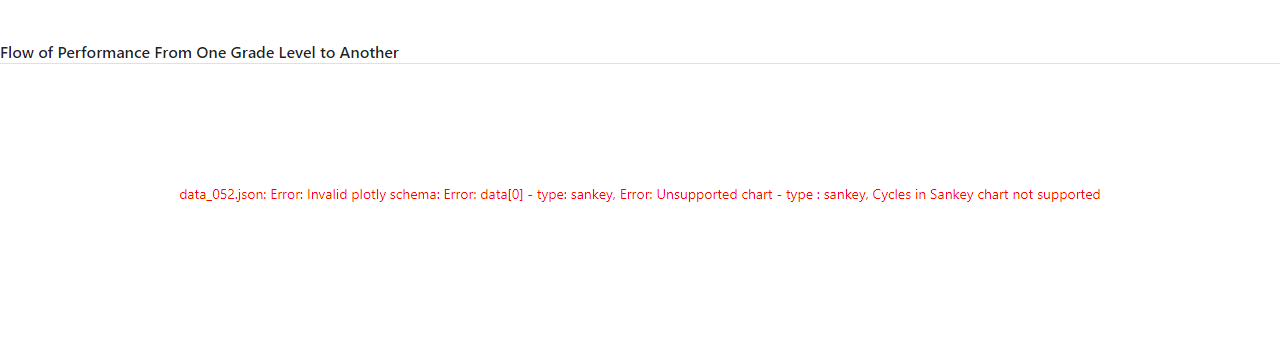 Flow of Performance From One Grade Level to Another
data_052.json: Error: Invalid plotly schema: Error: data[0] - type: sankey, Error: Unsupported chart - type : sankey, Cycles in Sankey chart not supported